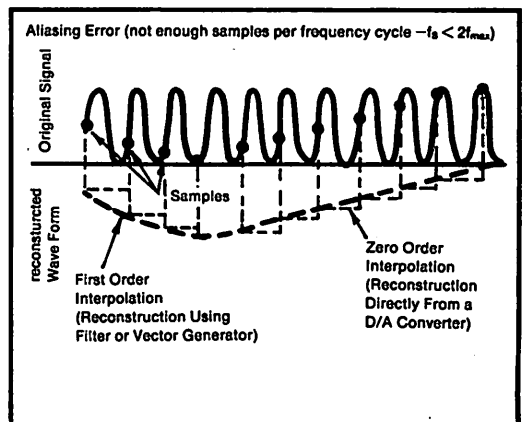 Aliasing Error (not enough samples per frequency cycle –fs < 2fmax)
Original Signal
Samples
reconsturcted
Wave Form
First Order
Interpolation
(Reconstruction Using
Filter or Vector Generator)
Zero Order
Interpolation
(Reconstruction
Directly From a
D/A Converter)